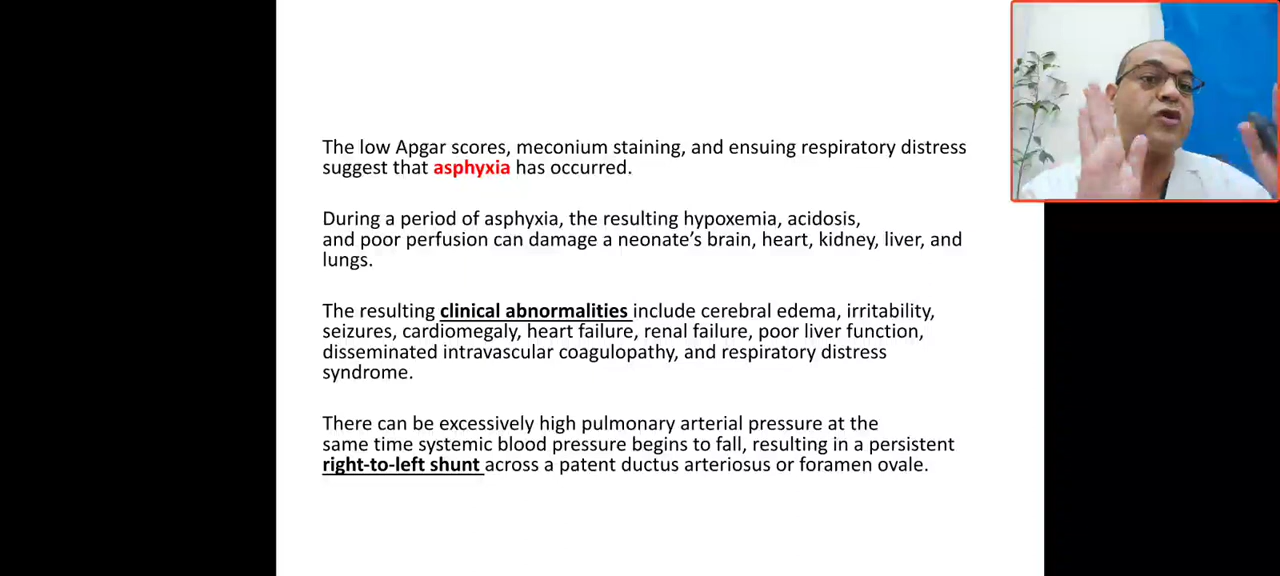 The low Apgar scores, meconium staining, and ensuing respiratory distress
suggest that asphyxia has occurred.
During a period of asphyxia, the resulting hypoxemia, acidosis,
and poor perfusion can damage a neonate’s brain, heart, kidney, liver, and
lungs.
The resulting clinical abnormalities include cerebral edema, irritability,
seizures, cardiomegaly, heart failure, renal failure, poor liver function,
disseminated intravascular coagulopathy, and respiratory distress
syndrome.
There can be excessively high pulmonary arterial pressure at the
same time systemic blood pressure begins to fall, resulting in a persistent
right-to-left shunt across a patent ductus arteriosus or foramen ovale.